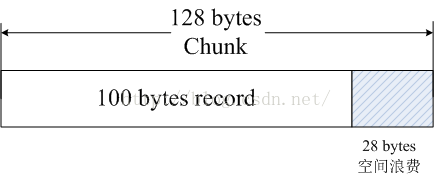 128 bytes
Chunk
100 bytes record
28 bytes
空间浪费